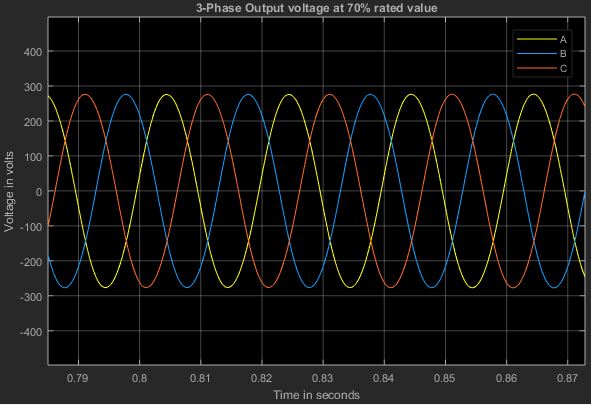 3-Phase Output voltage at 70% rated value
A
B
C
400
300
200
100
0
-100
-200
-300
-400
Voltage in volts
0.79 0.8 0.81 0.82 0.83 0.84 0.85 0.86 0.87
Time in seconds